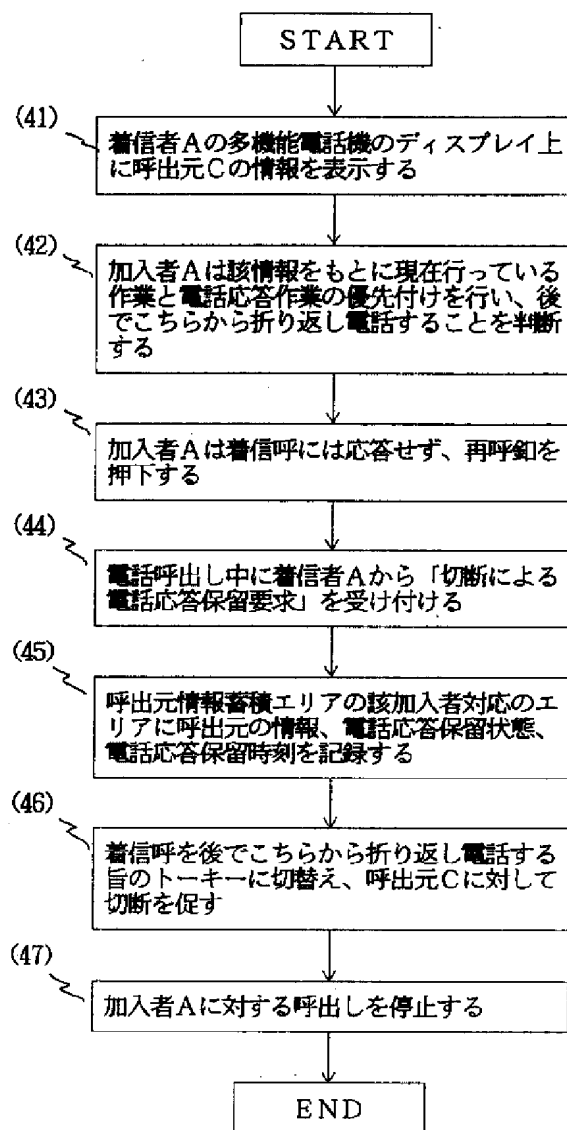 START
(41)
着信者Aの多機能電話機のディスプレイ上
に呼出元Cの情報を表示する
(42)
加入者Aは該情報をもとに現在行っている
作業と電話応答作業の優先付けを行い、後
でこちらから折り返し電話することを判断
する
(43)
加入者Aは着信呼には応答せず、再呼釦を
押下する
(44)
電話呼出し中に着信者Aから「切断による
電話応答保留要求」を受け付ける
(45)
呼出元情報蓄積エリアの該加入者対応のエ
リアに呼出元の情報、電話応答保留状態、
電話応答保留時刻を記録する
(46)
着信呼を後でこちらから折り返し電話する
旨のトーキーに切替え、呼出元Cに対して
切断を促す
(47)
加入者Aに対する呼出しを停止する
END